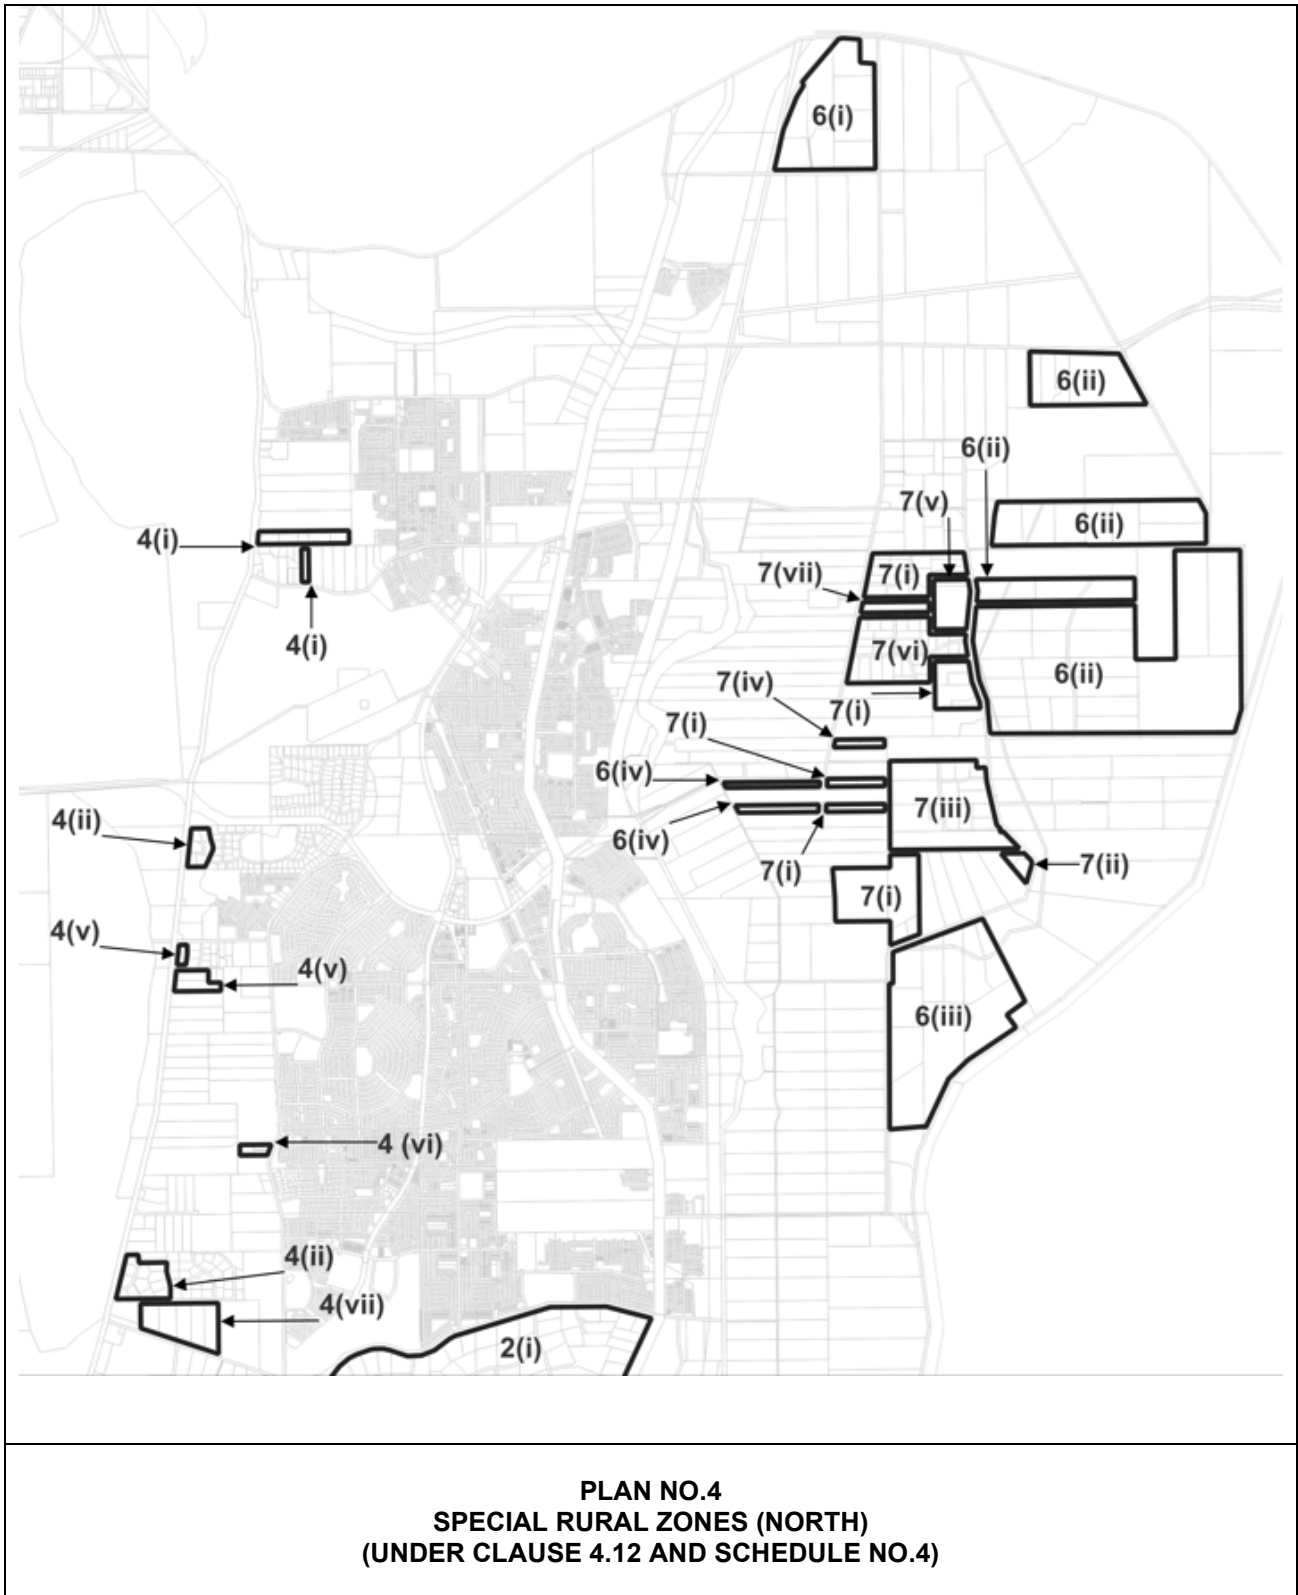 6(i)
6(ii)
6(ii)
7(v)
6(ii)
4(i)
7(vii)
7(i)
4(i)
7(vi)
6(ii)
7(iv)
7(i)
7(i)
6(iv)
4(ii)
7(iii)
6(iv)
7(i)
7(ii)
7(i)
4(v)
4(v)
6(iii)
4 (vi)
4(ii)
4(vii)
2(i)
PLAN NO.4
SPECIAL RURAL ZONES (NORTH)
(UNDER CLAUSE 4.12 AND SCHEDULE NO.4)